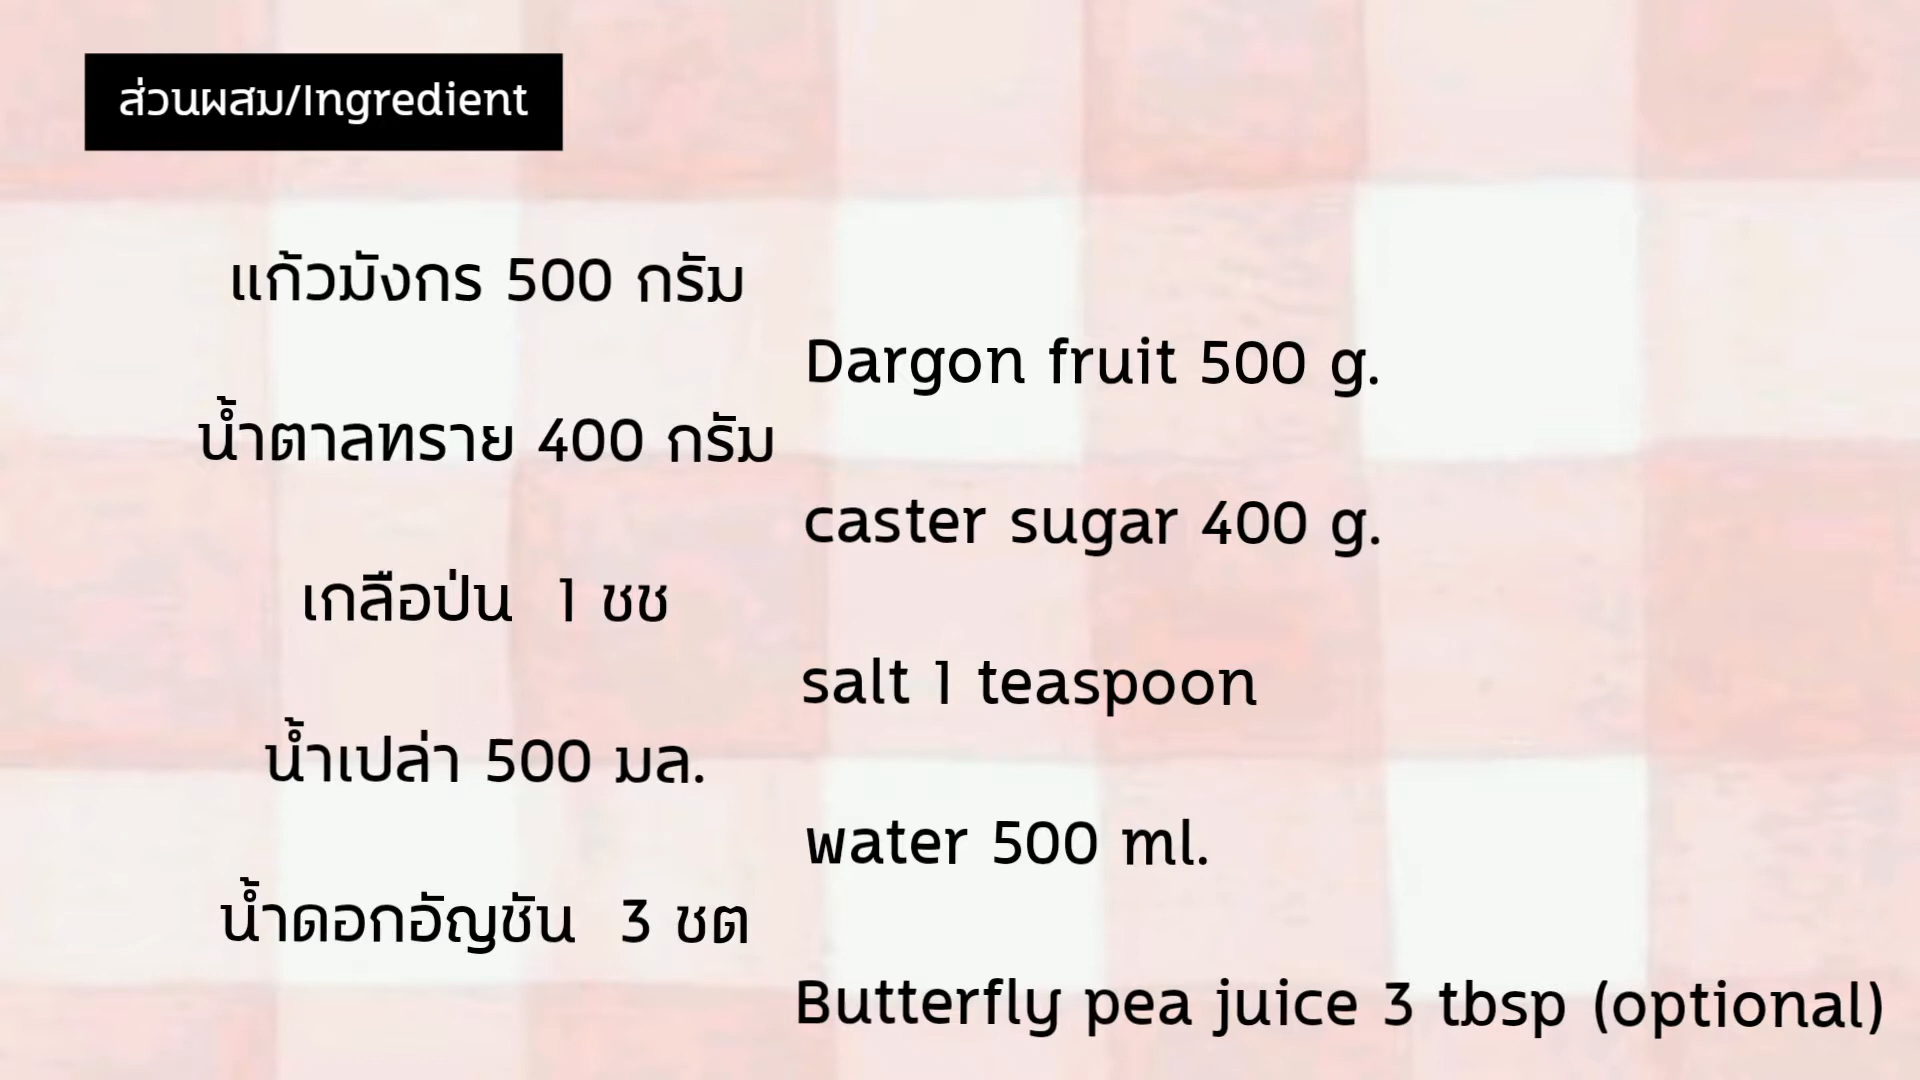 ส่วนผสม/Ingredient
แก้วมังกร 500 กรัม
Dargon fruit 500 g.
น้ำตาลทราย 400 กรัม
caster sugar 400 g.
เกลือป่น 1 ชช
salt 1 teaspoon
น้ำเปล่า 500 มล.
water 500 ml.
น้ำดอกอัญชัน 3 ชต
Butterfly pea juice 3 tbsp (optional)